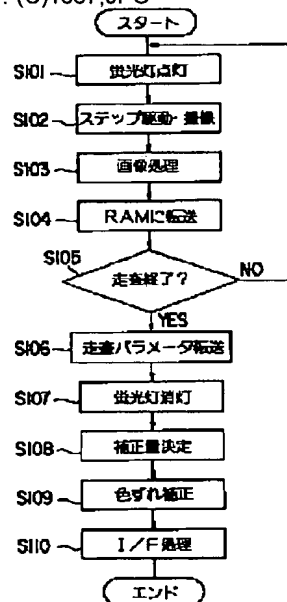 : (C)1997,JPO
スタート
S101 蛍光灯点灯
S102 ステップ駆動・撮像
S103 画像処理
S104 RAMに転送
S105 走査終了?
NO
YES
S106 走査パラメータ転送
S107 蛍光灯消灯
S108 補正量決定
S109 色ずれ補正
S110 I/F処理
エンド